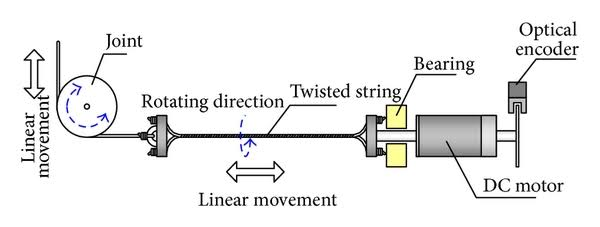 Joint
Linear
movement
Rotating direction
Twisted string
Bearing
Optical
encoder
Linear movement
DC motor